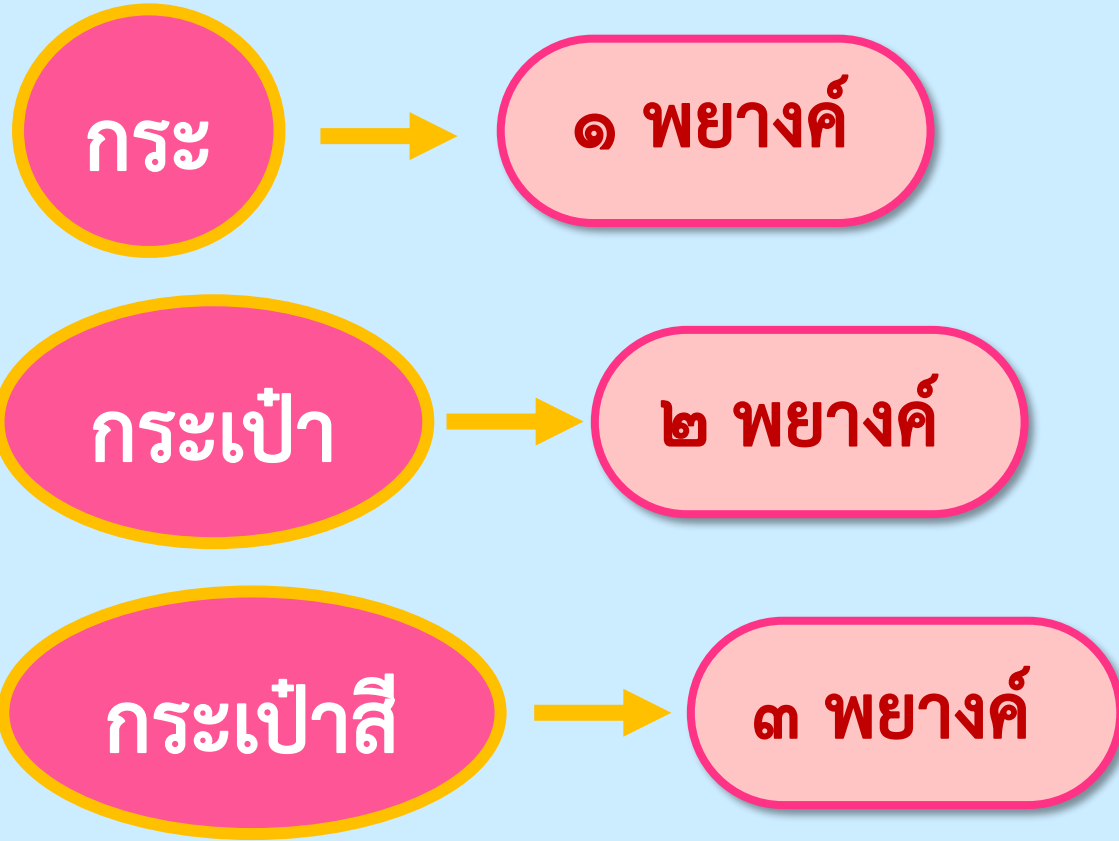 กระ
๑ พยางค์
กระเป๋า
๒ พยางค์
กระเป๋าสี
๓ พยางค์